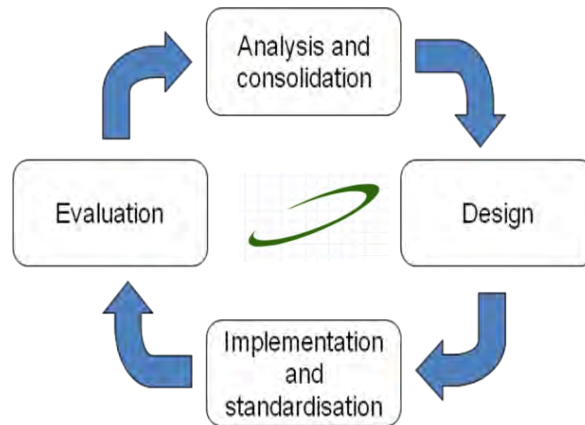 Analysis and
consolidation
Evaluation
Design
Implementation
and
standardisation